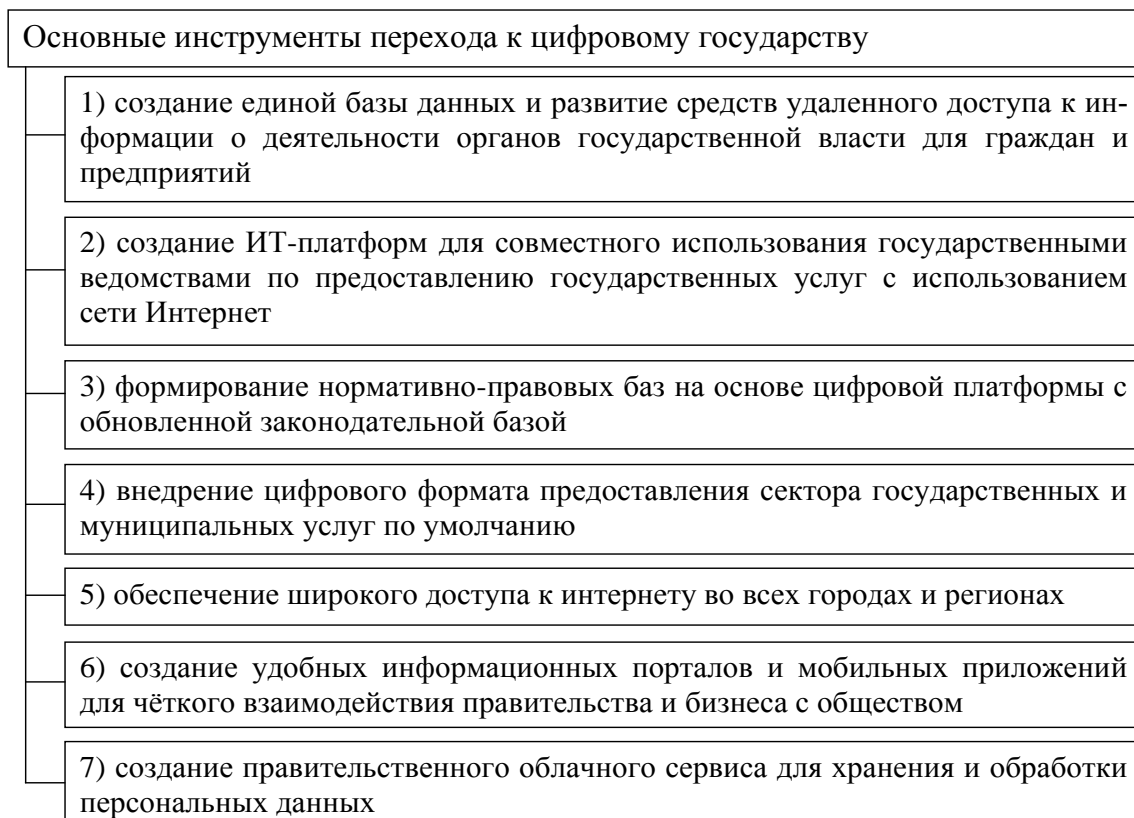 Основные инструменты перехода к цифровому государству
1) создание единой базы данных и развитие средств удаленного доступа к ин-
формации о деятельности органов государственной власти для граждан и
предприятий
2) создание ИТ-платформ для совместного использования государственными
ведомствами по предоставлению государственных услуг с использованием
сети Интернет
3) формирование нормативно-правовых баз на основе цифровой платформы с
обновленной законодательной базой
4) внедрение цифрового формата предоставления сектора государственных и
муниципальных услуг по умолчанию
5) обеспечение широкого доступа к интернету во всех городах и регионах
6) создание удобных информационных порталов и мобильных приложений
для чёткого взаимодействия правительства и бизнеса с обществом
7) создание правительственного облачного сервиса для хранения и обработки
персональных данных